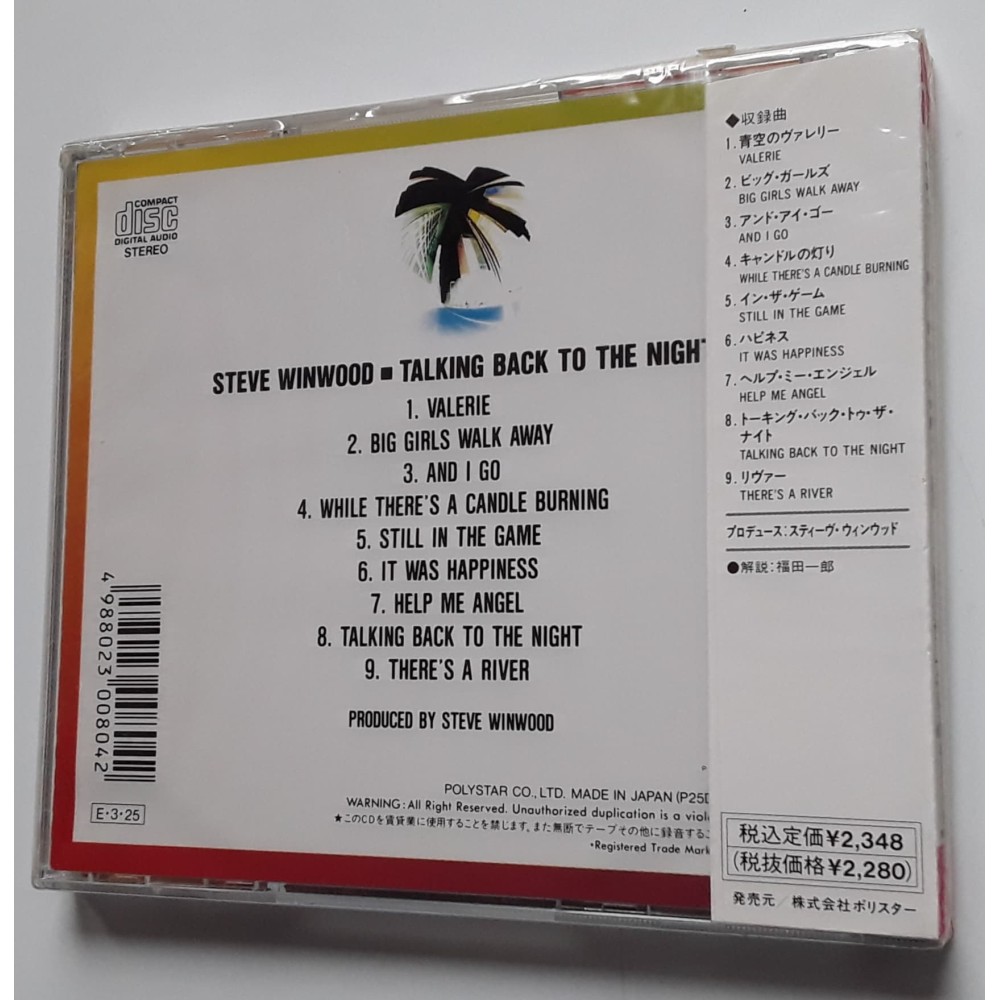 COMPACT
disc
DIGITAL AUDIO
STEREO
STEVE WINWOOD ■ TALKING BACK TO THE NIGHT
1. VALERIE
2. BIG GIRLS WALK AWAY
3. AND I GO
4. WHILE THERE'S A CANDLE BURNING
5. STILL IN THE GAME
6. IT WAS HAPPINESS
7. HELP ME ANGEL
8. TALKING BACK TO THE NIGHT
9. THERE'S A RIVER
PRODUCED BY STEVE WINWOOD
4988023008042
E・3・25
POLYSTAR CO., LTD. MADE IN JAPAN (P25D
WARNING: All Right Reserved. Unauthorized duplication is a
★このCDを賃貸業に使用することを禁じます。また無断でテープその他に録音するこ
*Registered Trade Mark
◆収録曲
1. 青空のヴァレリー
VALERIE
2. ビッグ・ガールズ
BIG GIRLS WALK AWAY
3. アンド・アイ・ゴー
AND I GO
4. キャンドルの灯り
WHILE THERE'S A CANDLE BURNING
5. イン・ザ・ゲーム
STILL IN THE GAME
6. ハピネス
IT WAS HAPPINESS
7. ヘルプ・ミー・エンジェル
HELP ME ANGEL
8. トーキング・バック・トゥ・ザ・
ナイト
TALKING BACK TO THE NIGHT
9. リヴァー
THERE'S A RIVER
プロデュース:スティーヴ・ウィンウッド
●解説:福田一郎
税込定価¥2,348
(税抜価格¥2,280)
発売元/株式会社ポリスター